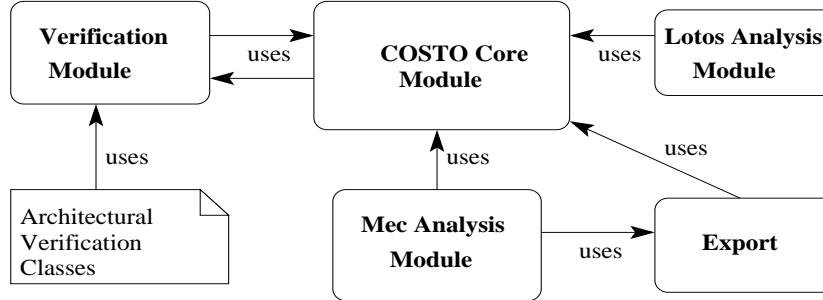 Verification
Module
uses
COSTO Core
Module
uses
Lotos Analysis
Module
uses
uses
uses
Architectural
Verification
Classes
Mec Analysis
Module
uses
Export